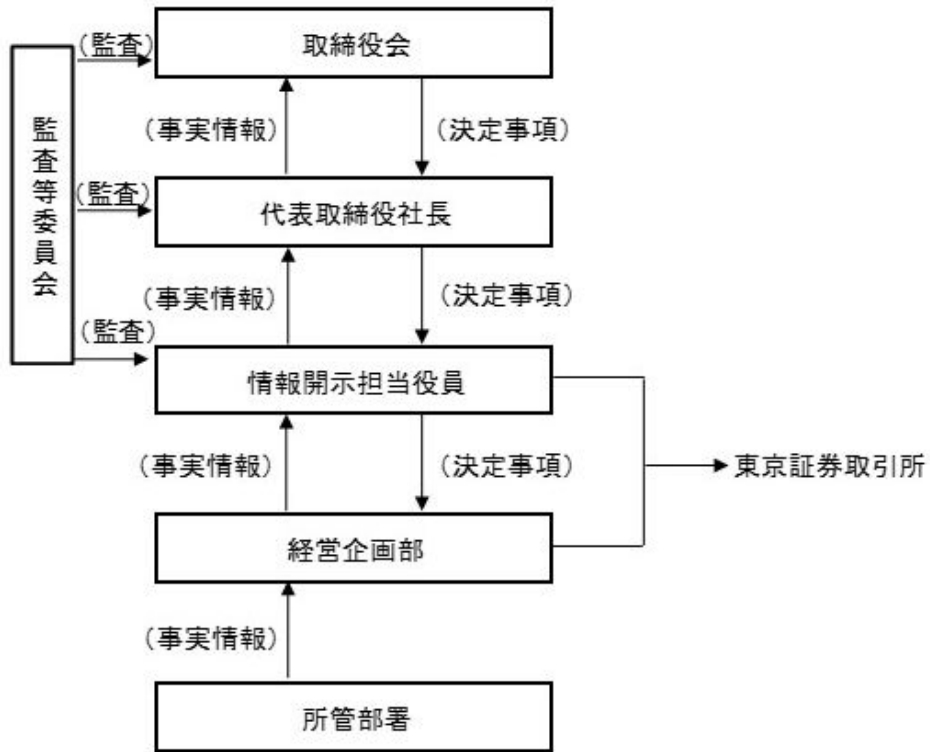 (監査)
取締役会
監査等委員会
(事実情報)
(決定事項)
(監査)
代表取締役社長
(事実情報)
(決定事項)
(監査)
情報開示担当役員
(事実情報)
(決定事項)
東京証券取引所
経営企画部
(事実情報)
所管部署